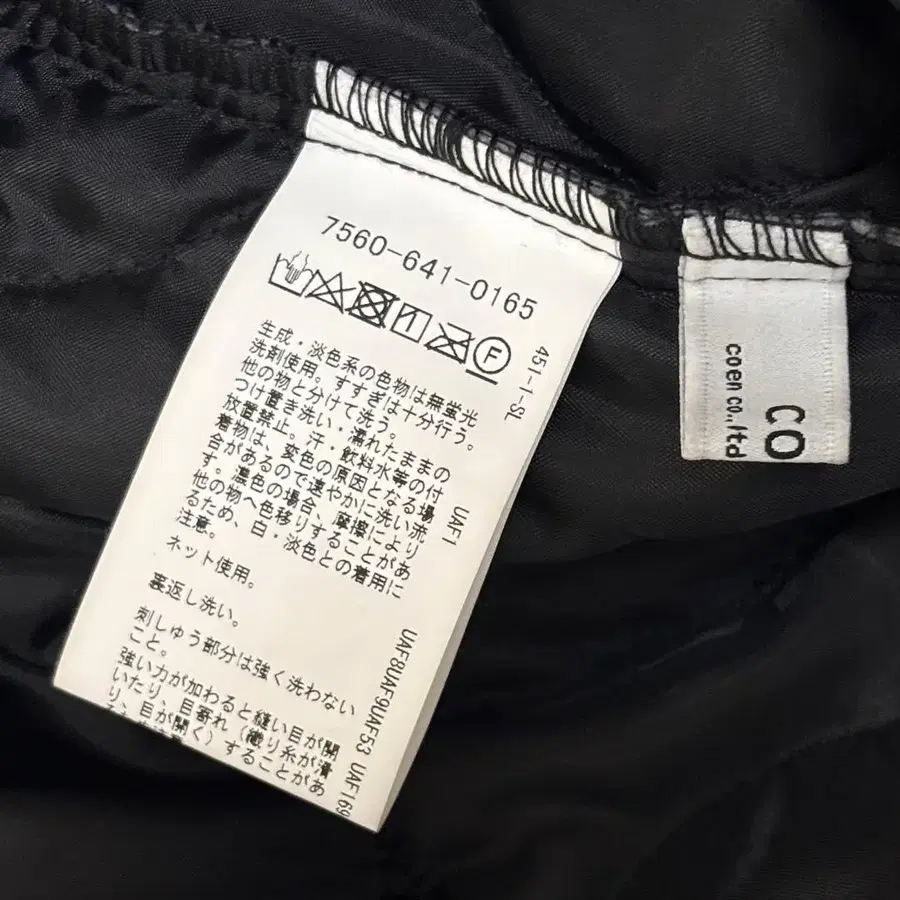 7560-641-0165
F
451-1-SL
生成・淡色系の色物は無蛍光
洗剤使用。すすぎは十分行う。
他の物と分けて洗う。
つけ置き洗い・濡れたままの
放置禁止。汗・飲料水等の付
着物は、変色の原因となる場
合があるので速やかに洗い流
す。濃色の場合、摩擦により
他の物へ色移りすることがあ
るため、白・淡色との着用に
注意。
UAF1
ネット使用。
裏返し洗い。
刺しゅう部分は強く洗わない
こと。
強い力が加わると縫い目が開
いたり、目寄れ(織り糸が滑
り、目が開く)することがあ
UAF8UAF9UAF53 UAF169
CO
coen co.,ltd